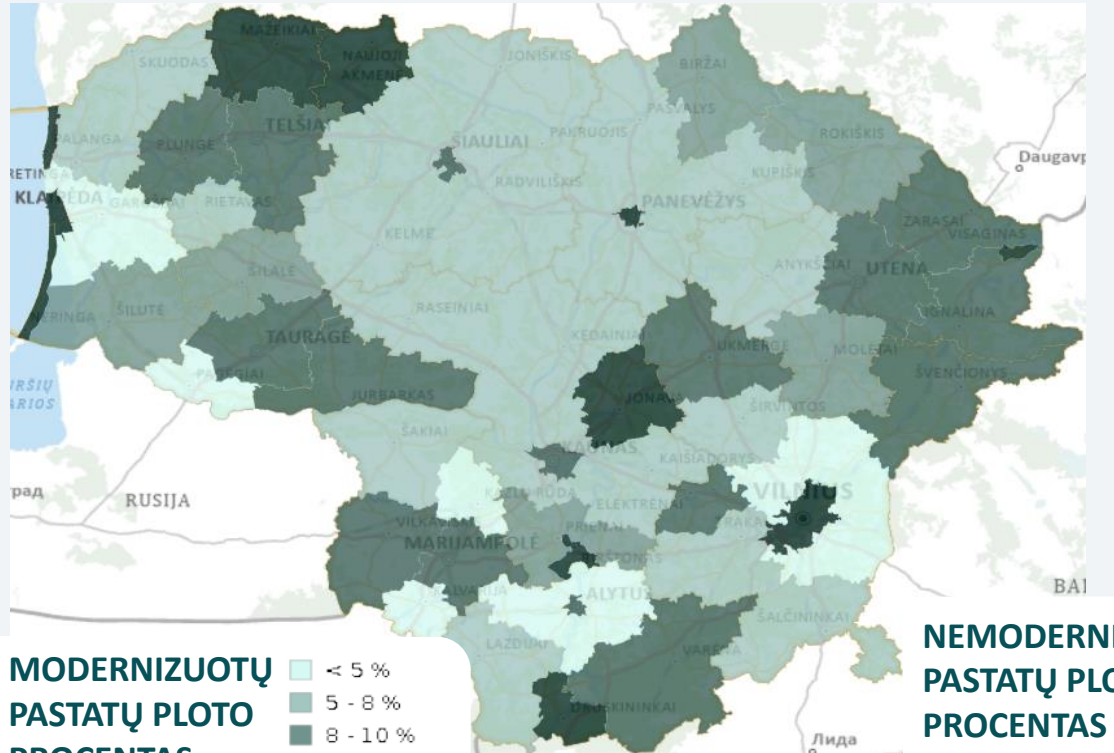 MAŽEIKIAI
NAUJOJI
AKMENĖ
SKUODAS
JONIŠKIS
BIRŽAI
PASVALYS
PALANGA
PLUNGĖ
TELŠIAI
ŠIAULIAI
PAKRUOJIS
ROKIŠKIS
Daugavp
RADVILIŠKIS
KUPIŠKIS
KLAIPĖDA
GARGŽDAI
RIETAVAS
PANEVĖŽYS
ZARASAI
VISAGINAS
KELMĖ
ANYKŠČIAI
UTENA
ŠILALĖ
NERINGA
ŠILUTĖ
RASEINIAI
IGNALINA
TAURAGĖ
KĖDAINIAI
UKMERGĖ
MOLĖTAI
PAGĖGIAI
ŠVENČIONYS
JURBARKAS
JONAVA
ŠIRVINTOS
ŠAKIAI
KAUNAS
KAIŠIADORYS
RUSIJA
KAZLŲ RŪDA
ELEKTRĖNAI
VILNIUS
VILKAVIŠKIS
PRIENAI
TRAKAI
MARIJAMPOLĖ
BIRŠTONAS
KALVARIJA
ALYTUS
ŠALČININKAI
LAZDIJAI
VARĖNA
DRUSKININKAI
Лида
MODERNIZUOTŲ
PASTATŲ PLOTO
PROCENTAS
< 5 %
5 - 8 %
8 - 10 %
NEMODERNI
PASTATŲ PLO
PROCENTAS